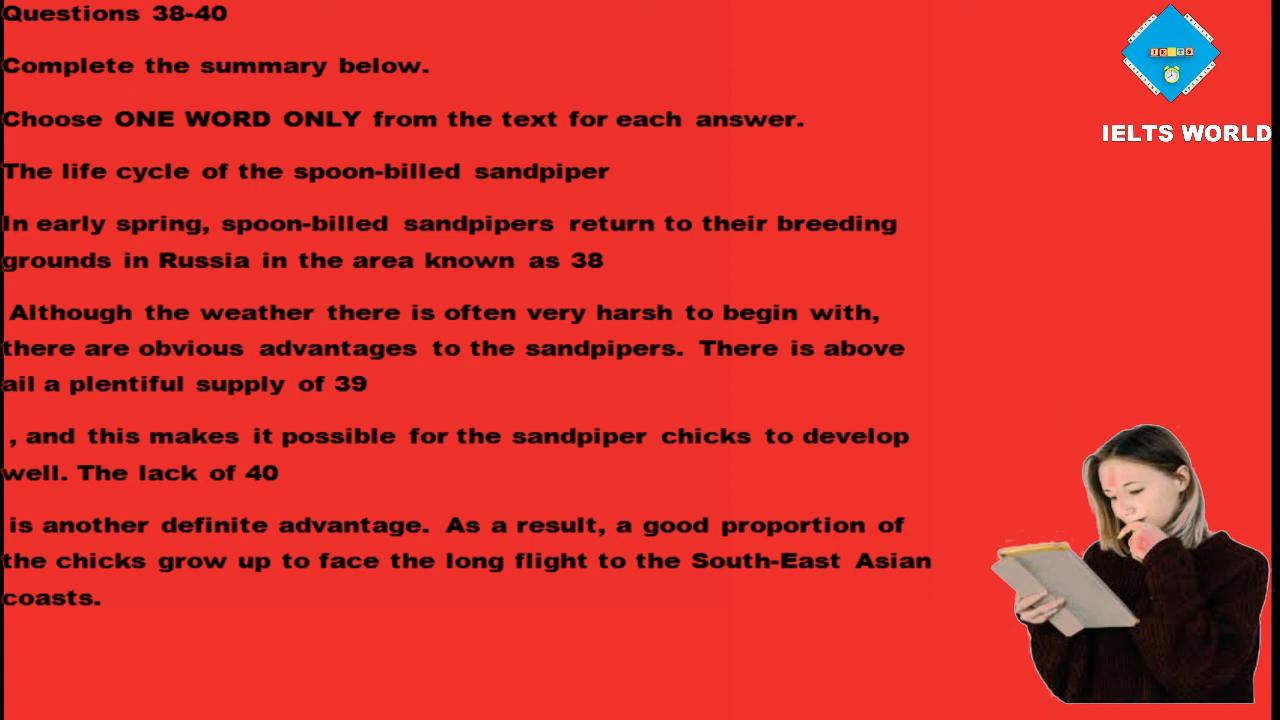 Questions 38-40
Complete the summary below.
Choose ONE WORD ONLY from the text for each answer.
The life cycle of the spoon-billed sandpiper
In early spring, spoon-billed sandpipers return to their breeding
grounds in Russia in the area known as 38
Although the weather there is often very harsh to begin with,
there are obvious advantages to the sandpipers. There is above
ail a plentiful supply of 39
, and this makes it possible for the sandpiper chicks to develop
well. The lack of 40
is another definite advantage. As a result, a good proportion of
the chicks grow up to face the long flight to the South-East Asian
coasts.
IELTS
IELTS WORLD